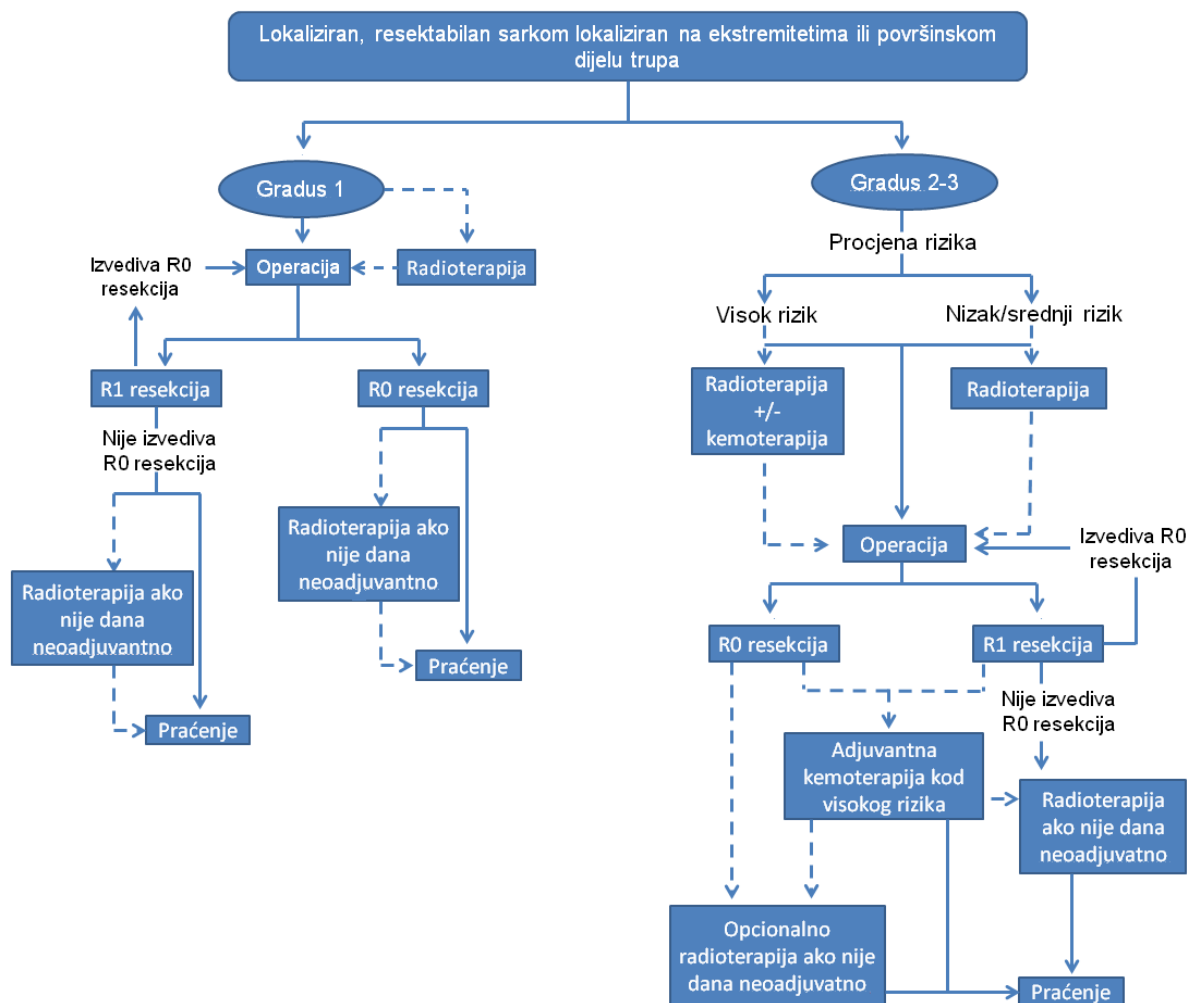 Lokaliziran, resektabilan sarkom lokaliziran na ekstremitetima ili površinskom
dijelu trupa
Gradus 1
Gradus 2-3
Procjena rizika
Izvediva R0
resekcija
Operacija
Radioterapija
Visok rizik
Nizak/srednji rizik
R1 resekcija
R0 resekcija
Radioterapija
+/-
kemoterapija
Radioterapija
Nije izvediva
R0 resekcija
Radioterapija ako
nije dana
neoadjuvantno
Radioterapija ako
nije dana
neoadjuvantno
Praćenje
Praćenje
Operacija
Izvediva R0
resekcija
R0 resekcija
R1 resekcija
Nije izvediva
R0 resekcija
Adjuvantna
kemoterapija kod
visokog rizika
Radioterapija
ako nije dana
neoadjuvatno
Opcionalno
radioterapija ako nije
dana neoadjuvatno
Praćenje